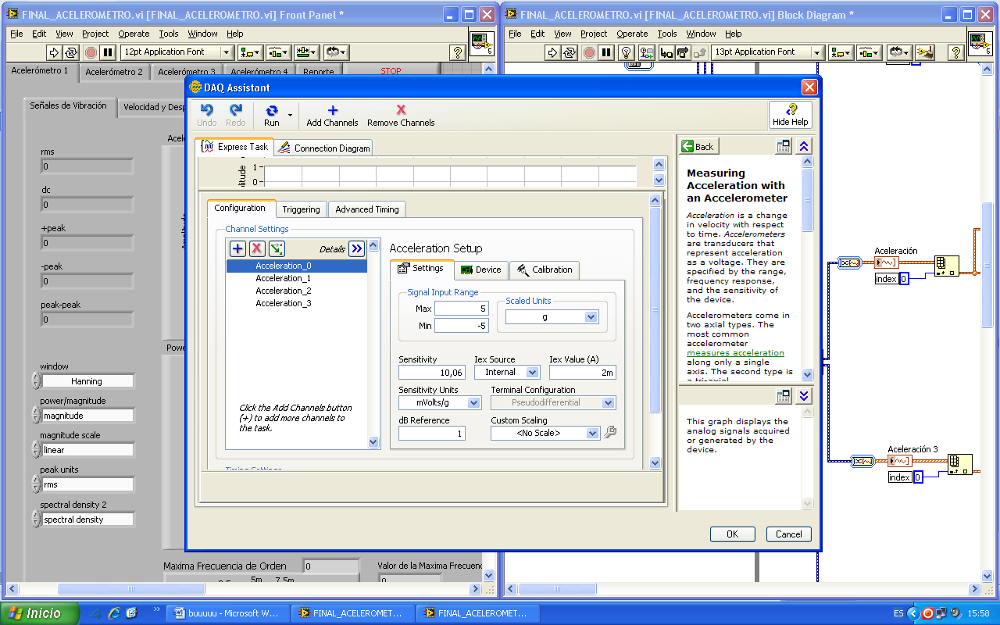 FINAL_ACELEROMETRO.vi [FINAL_ACELEROMETRO.vi] Front Panel *
File Edit View Project Operate Tools Window Help
12pt Application Font
5
Acelerómetro 1 Acelerómetro 2 Acelerómetro 3 Acelerómetro 4 Reporte STOP
Señales de Vibración Velocidad y Desp
Acel
rms
0
dc
0
+peak
0
-peak
0
peak-peak
0
Powe
window
Hanning
power/magnitude
magnitude
magnitude scale
linear
peak units
rms
spectral density 2
spectral density
Maxima Frecuencia de Orden 0
Valor de la Maxima Frecuenc
0
5m 7,5m
FINAL_ACELEROMETRO.vi [FINAL_ACELEROMETRO.vi] Block Diagram *
File Edit View Project Operate Tools Window Help
13pt Application Font
5
Aceleración
index 0
Aceleración 3
index 0
DAQ Assistant
Undo Redo Run Add Channels Remove Channels Hide Help
Express Task Connection Diagram
litude
1
0
Configuration Triggering Advanced Timing
Channel Settings
Details
Acceleration_0
Acceleration_1
Acceleration_2
Acceleration_3
Click the Add Channels button
(+) to add more channels to
the task.
Acceleration Setup
Settings Device Calibration
Signal Input Range
Max 5
Min -5
Scaled Units
g
Sensitivity Iex Source Iex Value (A)
10,06 Internal 2m
Sensitivity Units Terminal Configuration
mVolts/g Pseudodifferential
dB Reference Custom Scaling
1 <No Scale>
Timing Settings
Back
Measuring
Acceleration with
an Accelerometer
Acceleration is a change
in velocity with respect
to time. Accelerometers
are transducers that
represent acceleration
as a voltage. They are
specified by the range,
frequency response,
and the sensitivity of
the device.
Accelerometers come in
two axial types. The
most common
accelerometer
measures acceleration
along only a single
axis. The second type is
a tri-axial
This graph displays the
analog signals acquired
or generated by the
device.
OK Cancel
Inicio
buuuuu - Microsoft W...
FINAL_ACELEROMET...
FINAL_ACELEROMET...
ES
15:58